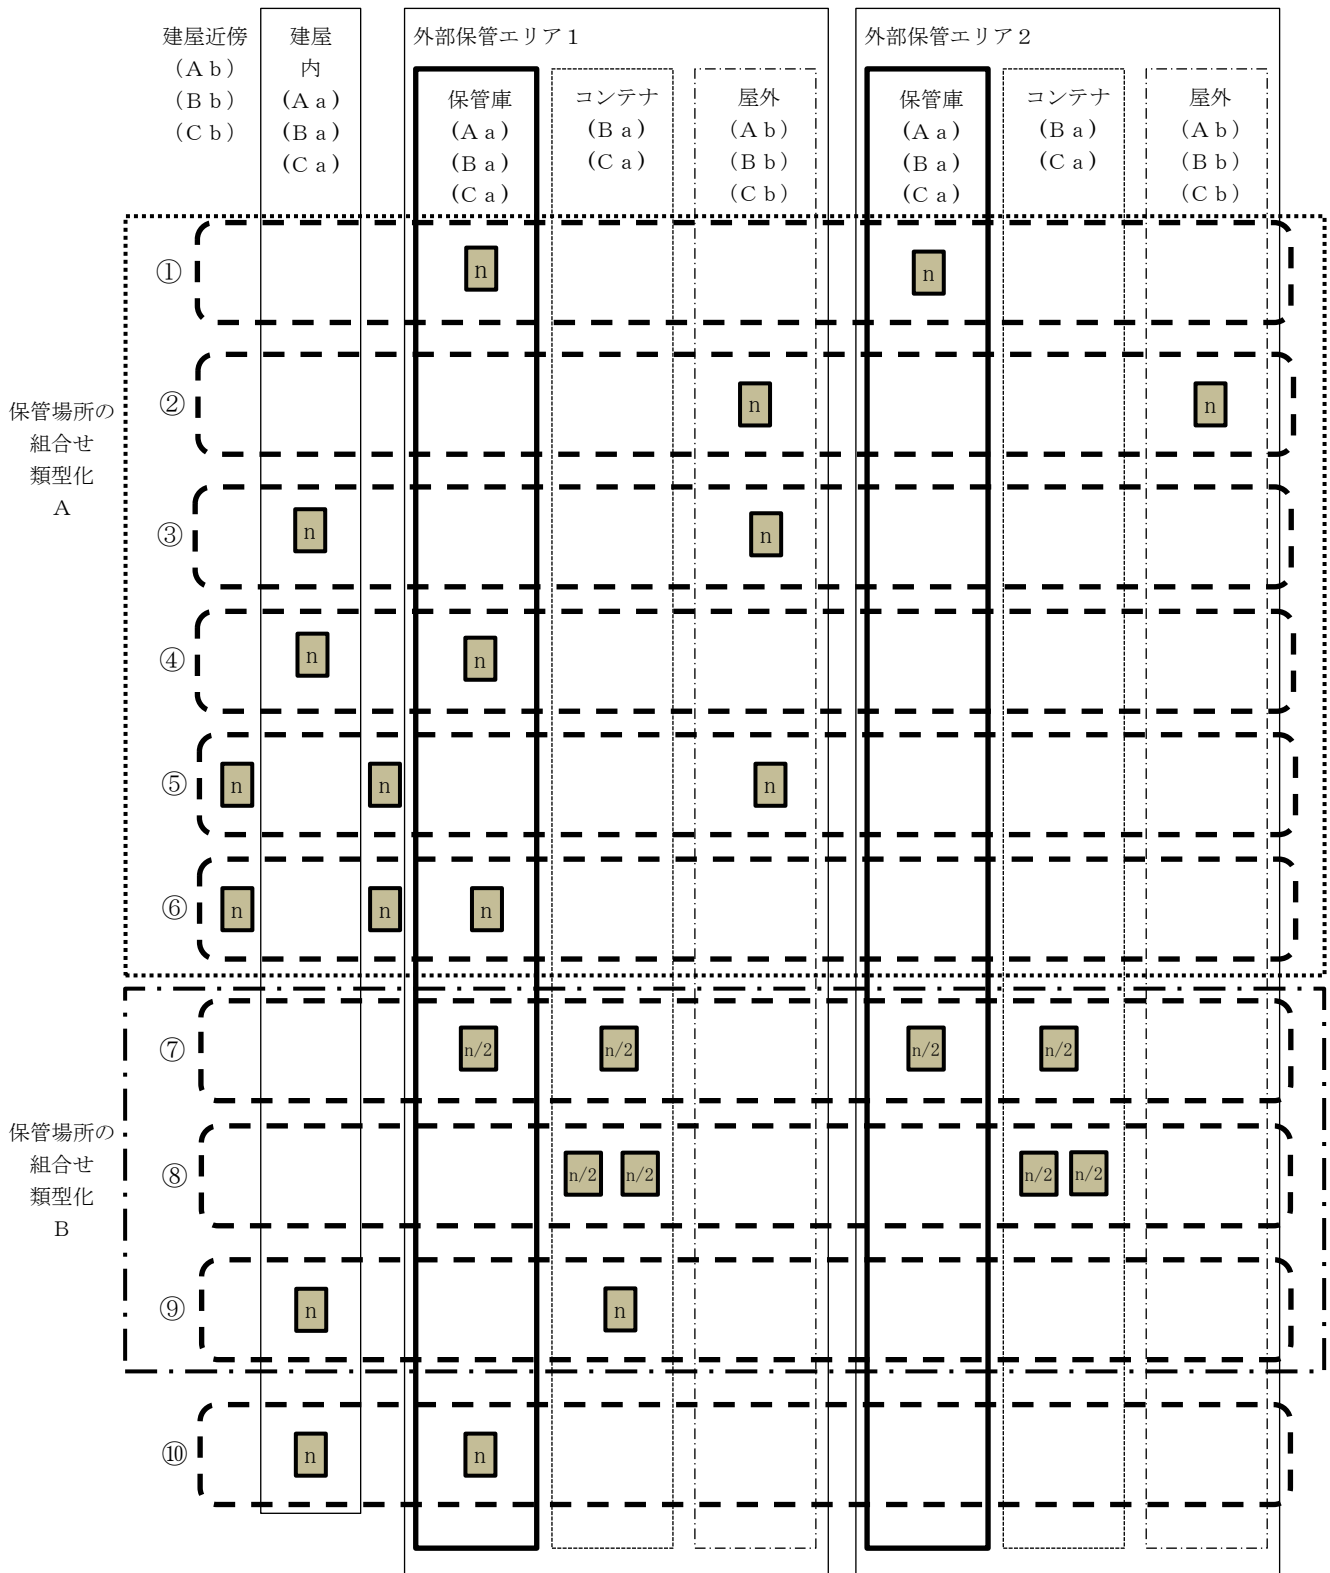 建屋近傍
（Ａｂ）
（Ｂｂ）
（Ｃｂ）
建屋
内
(Ａａ)
(Ｂａ)
(Ｃａ)
外部保管エリア１
保管庫
(Ａａ)
(Ｂａ)
(Ｃａ)
コンテナ
(Ｂａ)
(Ｃａ)
屋外
（Ａｂ）
（Ｂｂ）
（Ｃｂ）
外部保管エリア２
保管庫
(Ａａ)
(Ｂａ)
(Ｃａ)
コンテナ
(Ｂａ)
(Ｃａ)
屋外
（Ａｂ）
（Ｂｂ）
（Ｃｂ）
保管場所の
組合せ
類型化
Ａ
① n n
② n n
③ n n
④ n n
⑤ n n n
⑥ n n n
保管場所の
組合せ
類型化
Ｂ
⑦ n/2 n/2 n/2 n/2
⑧ n/2 n/2 n/2 n/2
⑨ n n
⑩ n n